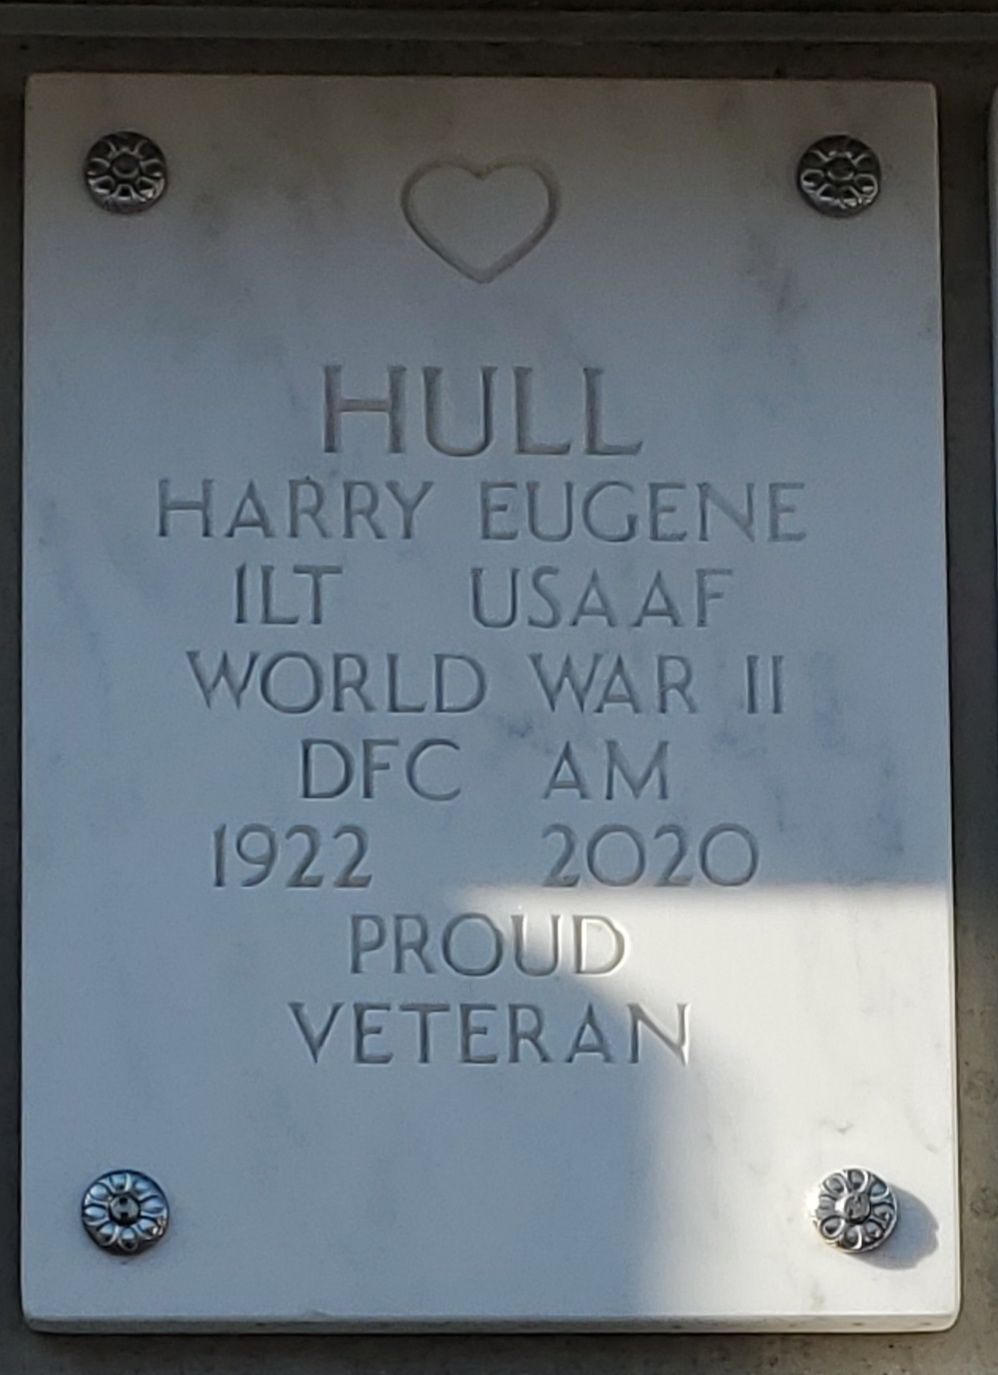 HULL
HARRY EUGENE
1LT USAAF
WORLD WAR II
DFC AM
1922 2020
PROUD
VETERAN